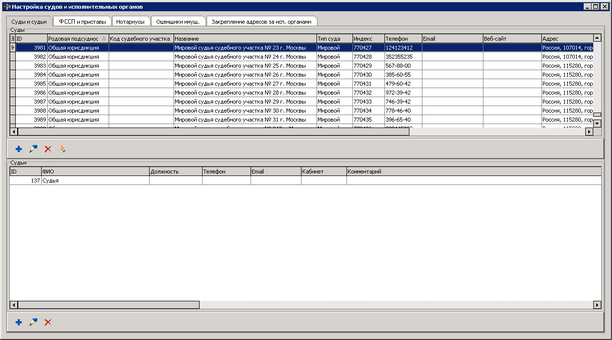 Настройка судов и исполнительных органов
Суды и судьи ФССП и приставы Нотариусы Оценщики имущ. Закрепление адресов за исп. органами
Суды
ID Родовая подсуднос Код судебного участка Название Тип суда Индекс Телефон Email Веб-сайт Адрес
3981 Общая юрисдикция Мировой судья судебного участка № 23 г. Москвы Мировой 770427 124123412 Россия, 107014, гор
3982 Общая юрисдикция Мировой судья судебного участка № 24 г. Москвы Мировой 770428 352355235 Россия, 107014, гор
3983 Общая юрисдикция Мировой судья судебного участка № 25 г. Москвы Мировой 770429 567-88-00 Россия, 115280, гор
3984 Общая юрисдикция Мировой судья судебного участка № 26 г. Москвы Мировой 770430 385-60-55 Россия, 115280, гор
3985 Общая юрисдикция Мировой судья судебного участка № 27 г. Москвы Мировой 770431 479-60-42 Россия, 115280, гор
3986 Общая юрисдикция Мировой судья судебного участка № 28 г. Москвы Мировой 770432 972-39-42 Россия, 115280, гор
3987 Общая юрисдикция Мировой судья судебного участка № 29 г. Москвы Мировой 770433 746-39-42 Россия, 115280, гор
3988 Общая юрисдикция Мировой судья судебного участка № 30 г. Москвы Мировой 770434 778-46-40 Россия, 115280, гор
3989 Общая юрисдикция Мировой судья судебного участка № 31 г. Москвы Мировой 770435 396-65-40 Россия, 115280, гор
Судьи
ID ФИО Должность Телефон Email Кабинет Комментарий
137 Судья